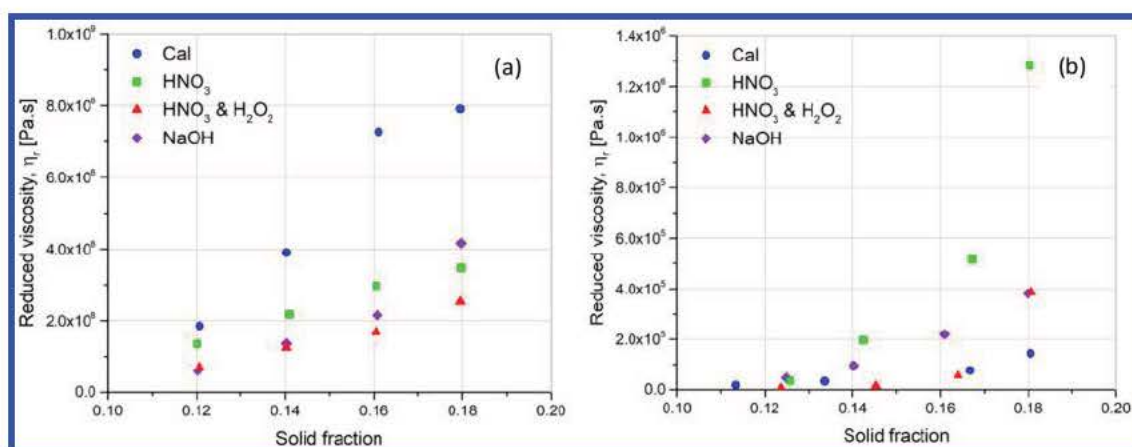 Reduced viscosity, ηr [Pa.s]
1.0x10⁹
8.0x10⁸
6.0x10⁸
4.0x10⁸
2.0x10⁸
0.0
Cal
HNO₃
HNO₃ & H₂O₂
NaOH
(a)
0.10 0.12 0.14 0.16 0.18 0.20
Solid fraction
Reduced viscosity, ηr [Pa.s]
1.4x10⁶
1.2x10⁶
1.0x10⁶
8.0x10⁵
6.0x10⁵
4.0x10⁵
2.0x10⁵
0.0
Cal
HNO₃
HNO₃ & H₂O₂
NaOH
(b)
0.10 0.12 0.14 0.16 0.18 0.20
Solid fraction